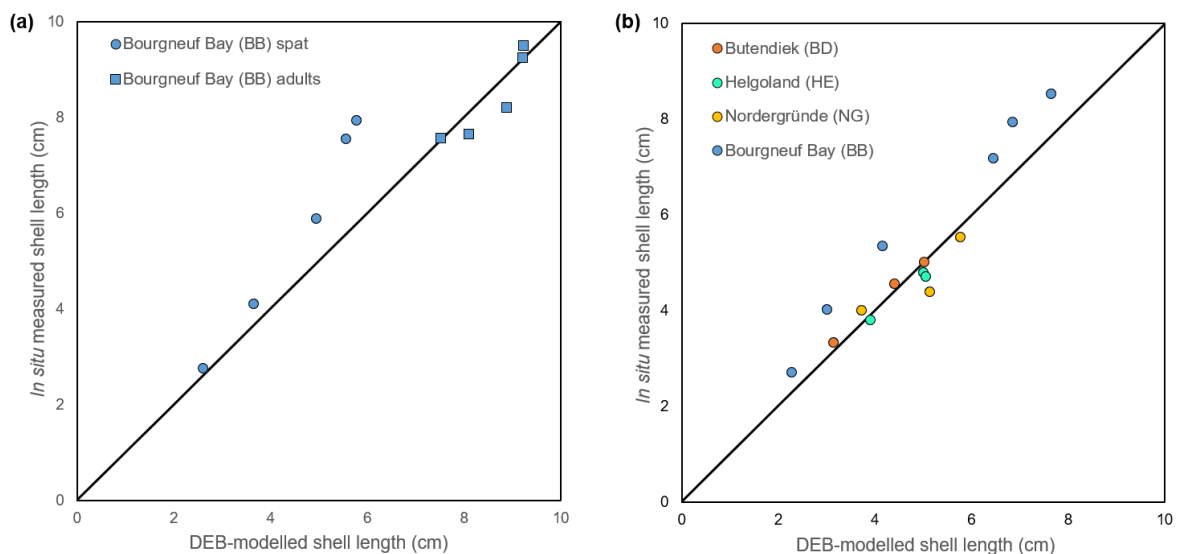 (a)
Bourgneuf Bay (BB) spat
Bourgneuf Bay (BB) adults
10
8
6
4
2
0
In situ measured shell length (cm)
0 2 4 6 8 10
DEB-modelled shell length (cm)
(b)
Butendiek (BD)
Helgoland (HE)
Nordergründe (NG)
Bourgneuf Bay (BB)
10
8
6
4
2
0
In situ measured shell length (cm)
0 2 4 6 8 10
DEB-modelled shell length (cm)